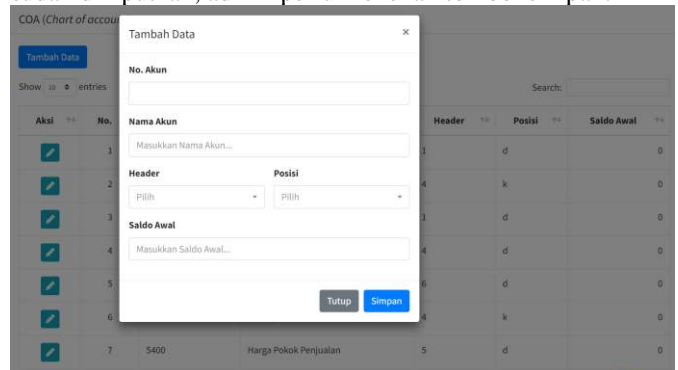 COA (Chart of accou
Tambah Data ×
Tambah Data
No. Akun
Show 10 entries Search:
Aksi No. Nama Akun Header Posisi Saldo Awal
Masukkan Nama Akun...
1 1 d 0
Header Posisi
2 4 k 0
Pilih Pilih
3 1 d 0
Saldo Awal
4 Masukkan Saldo Awal... 4 d 0
5 6 d 0
Tutup Simpan
6 4 k 0
7 5400 Harga Pokok Penjualan 5 d 0